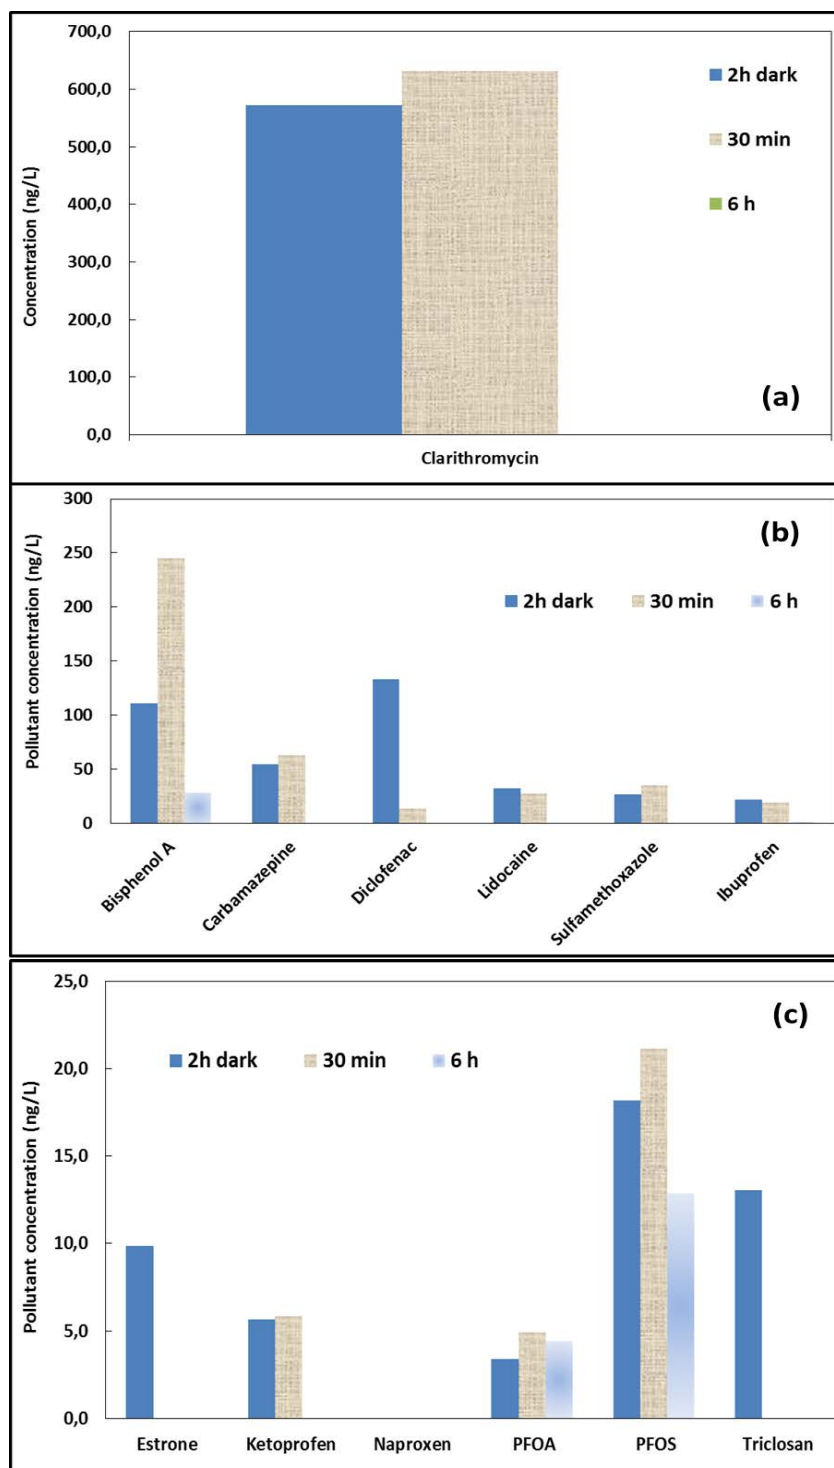 700,0
600,0
500,0
400,0
300,0
200,0
100,0
0,0
Concentration (ng/L)
2h dark
30 min
6 h
(a)
Clarithromycin
300
250
200
150
100
50
0
Pollutant concentration (ng/L)
(b)
2h dark 30 min 6 h
Bisphenol A
Carbamazepine
Diclofenac
Lidocaine
Sulfamethoxazole
Ibuprofen
25,0
20,0
15,0
10,0
5,0
0,0
Pollutant concentration (ng/L)
(c)
2h dark 30 min 6 h
Estrone Ketoprofen Naproxen PFOA PFOS Triclosan